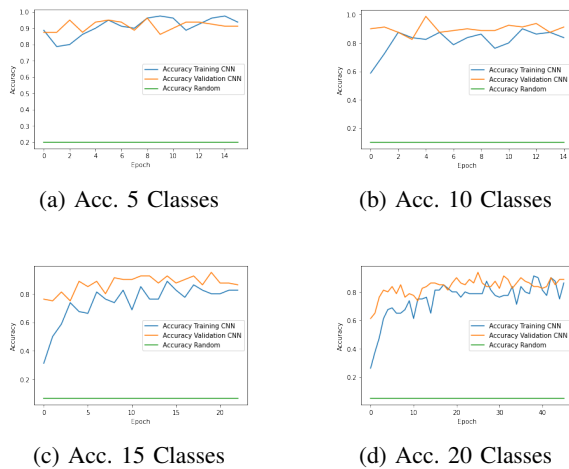 1.0
0.9
0.8
0.7
0.6
0.5
0.4
0.3
0.2
Accuracy
Accuracy Training CNN
Accuracy Validation CNN
Accuracy Random
0 2 4 6 8 10 12 14
Epoch
(a) Acc. 5 Classes
1.0
0.8
0.6
0.4
0.2
Accuracy
Accuracy Training CNN
Accuracy Validation CNN
Accuracy Random
0 2 4 6 8 10 12 14
Epoch
(b) Acc. 10 Classes
0.8
0.6
0.4
0.2
Accuracy
Accuracy Training CNN
Accuracy Validation CNN
Accuracy Random
0 5 10 15 20
Epoch
(c) Acc. 15 Classes
0.8
0.6
0.4
0.2
Accuracy
Accuracy Training CNN
Accuracy Validation CNN
Accuracy Random
0 10 20 30 40
Epoch
(d) Acc. 20 Classes